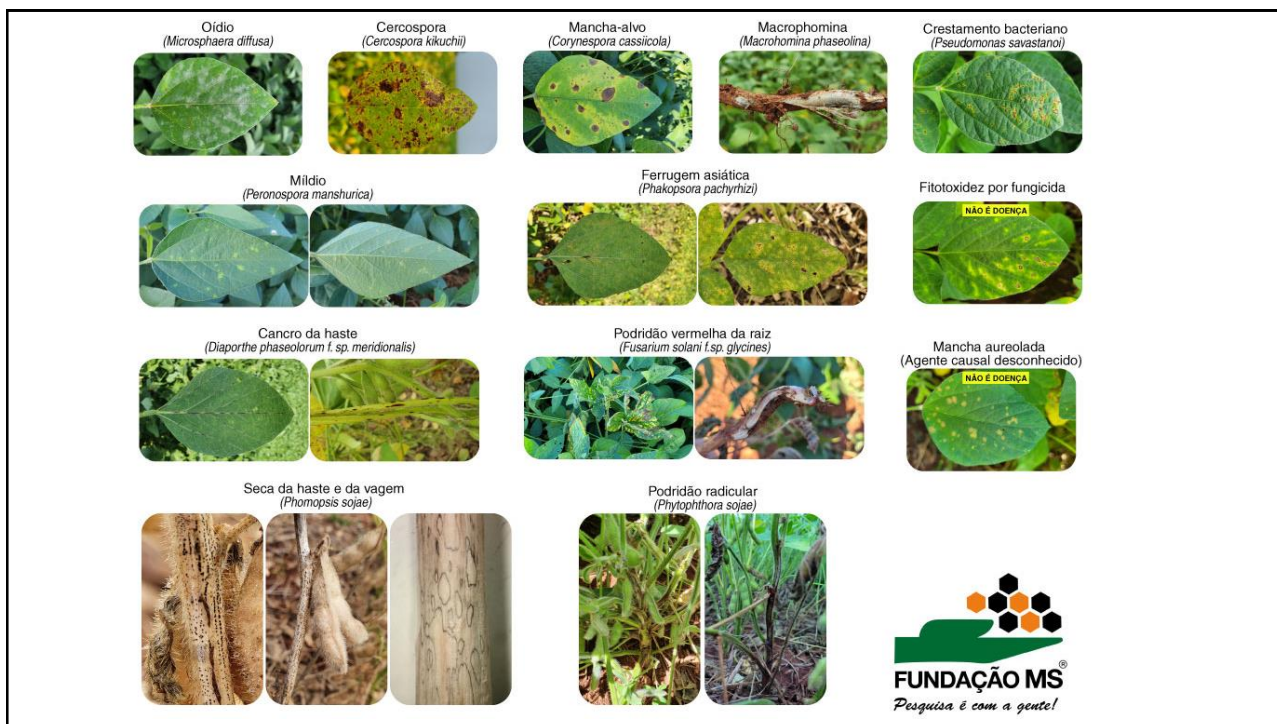 Oídio
(Microsphaera diffusa)
Cercospora
(Cercospora kikuchii)
Mancha-alvo
(Corynespora cassiicola)
Macrophomina
(Macrohomina phaseolina)
Crestamento bacteriano
(Pseudomonas savastanoi)
Míldio
(Peronospora manshurica)
Ferrugem asiática
(Phakopsora pachyrhizi)
Fitotoxidez por fungicida
NÃO É DOENÇA
Cancro da haste
(Diaporthe phaseolorum f. sp. meridionalis)
Podridão vermelha da raiz
(Fusarium solani f.sp. glycines)
Mancha aureolada
(Agente causal desconhecido)
NÃO É DOENÇA
Seca da haste e da vagem
(Phomopsis sojae)
Podridão radicular
(Phytophthora sojae)
FUNDAÇÃO MS®
Pesquisa é com a gente!